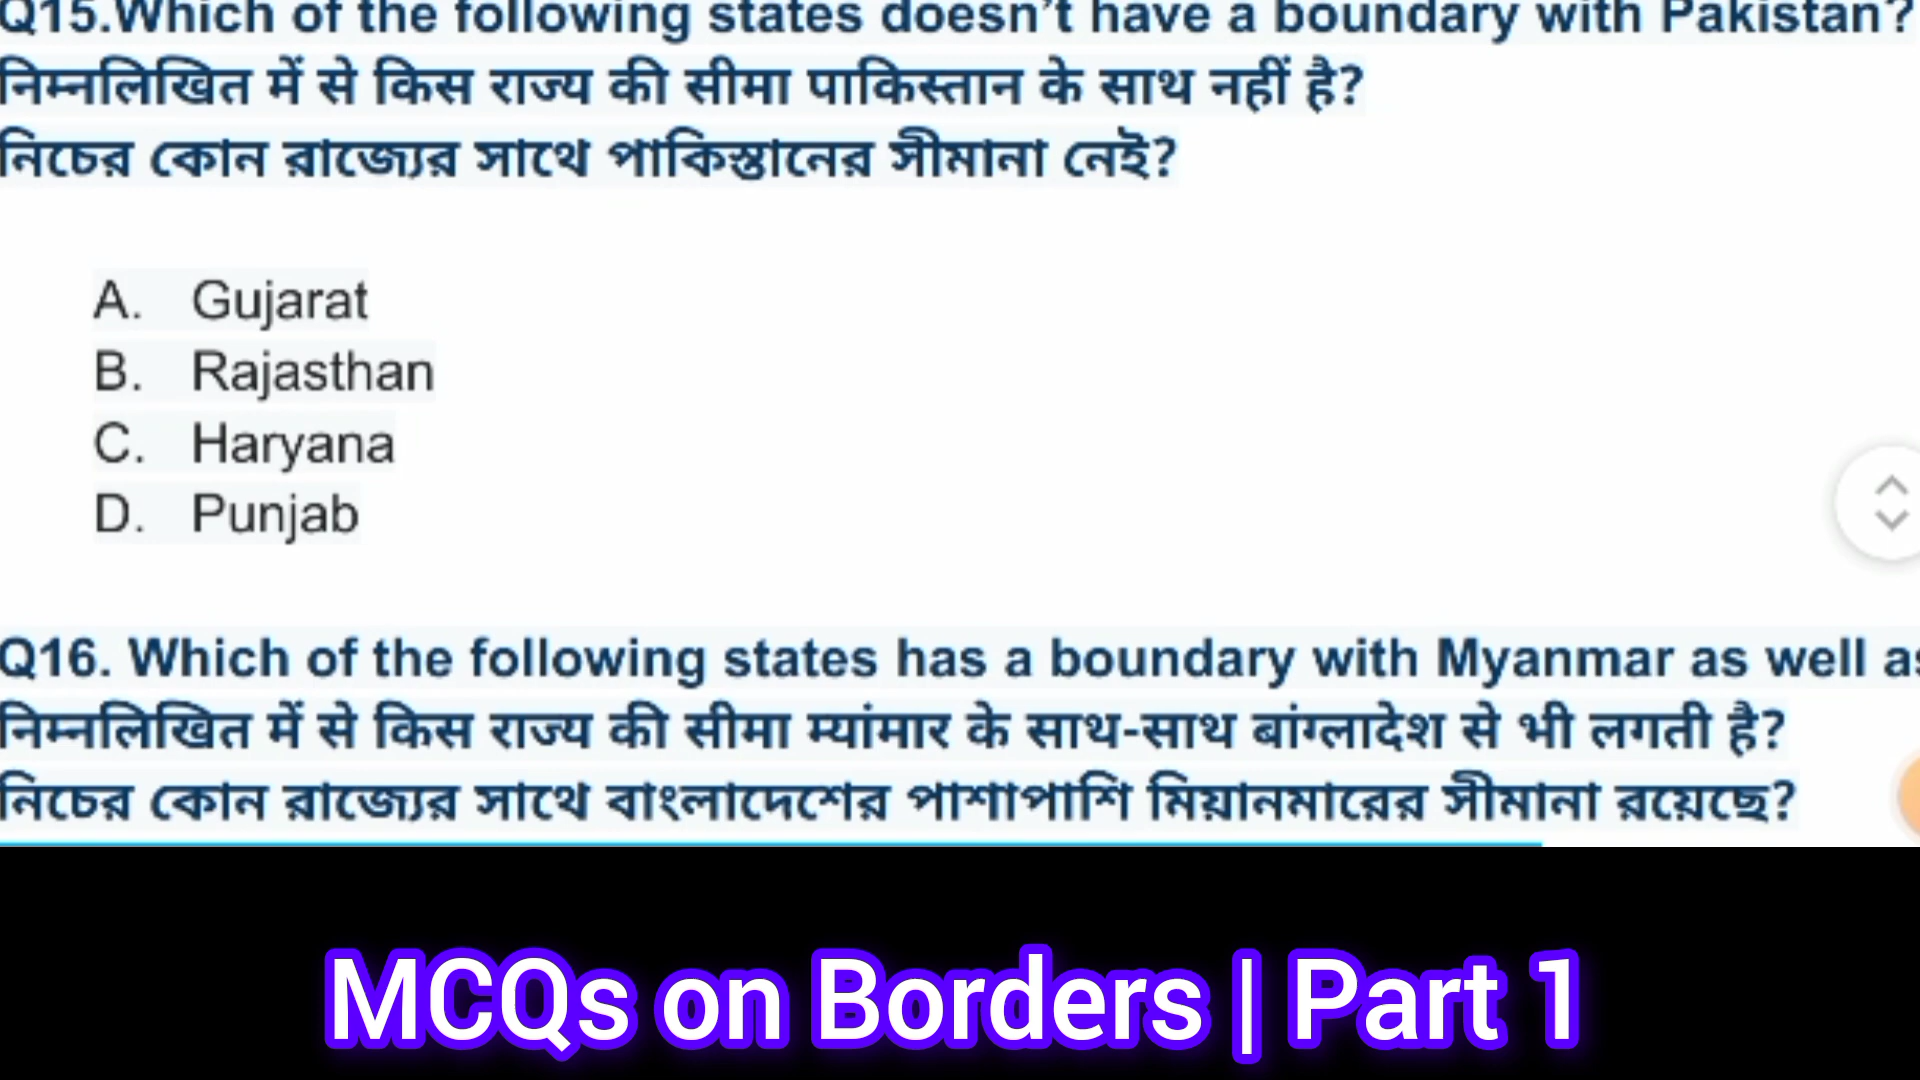 Q15.Which of the following states doesn't have a boundary with Pakistan?
निम्नलिखित में से किस राज्य की सीमा पाकिस्तान के साथ नहीं है?
নিচের কোন রাজ্যের সাথে পাকিস্তানের সীমানা নেই?
A. Gujarat
B. Rajasthan
C. Haryana
D. Punjab
Q16. Which of the following states has a boundary with Myanmar as well as
निम्नलिखित में से किस राज्य की सीमा म्यांमार के साथ-साथ बांग्लादेश से भी लगती है?
নিচের কোন রাজ্যের সাথে বাংলাদেশের পাশাপাশি মিয়ানমারের সীমানা রয়েছে?
MCQs on Borders | Part 1